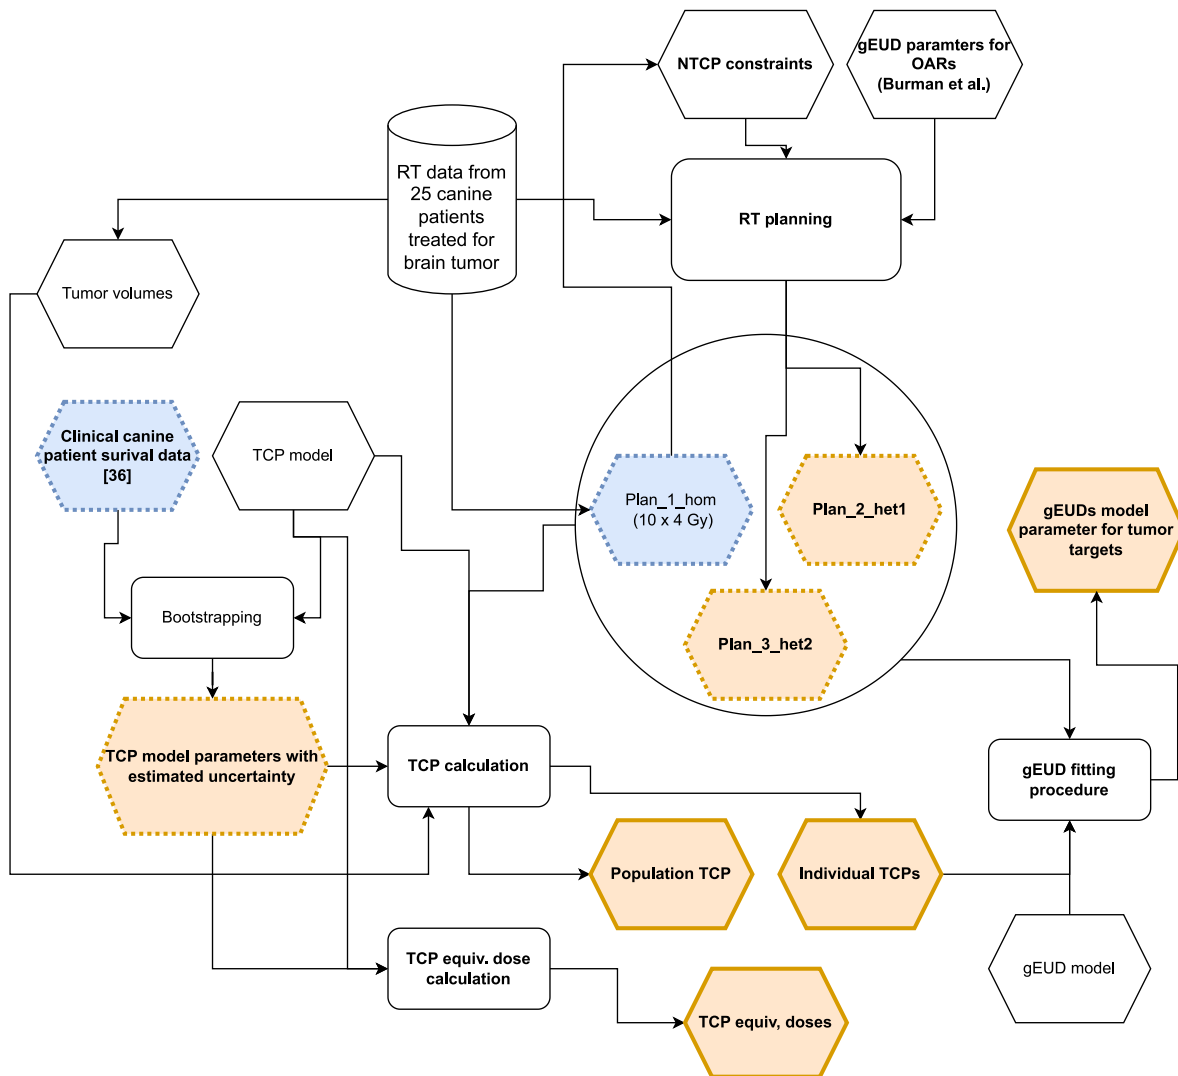 gEUD paramters for
OARs
(Burman et al.)
NTCP constraints
RT data from
25 canine
patients
treated for
brain tumor
RT planning
Tumor volumes
Clinical canine
patient surival data
[36]
TCP model
Plan_1_hom
(10 x 4 Gy)
Plan_2_het1
gEUDs model
parameter for tumor
targets
Bootstrapping
Plan_3_het2
TCP model parameters with
estimated uncertainty
TCP calculation
gEUD fitting
procedure
Population TCP
Individual TCPs
TCP equiv. dose
calculation
gEUD model
TCP equiv, doses